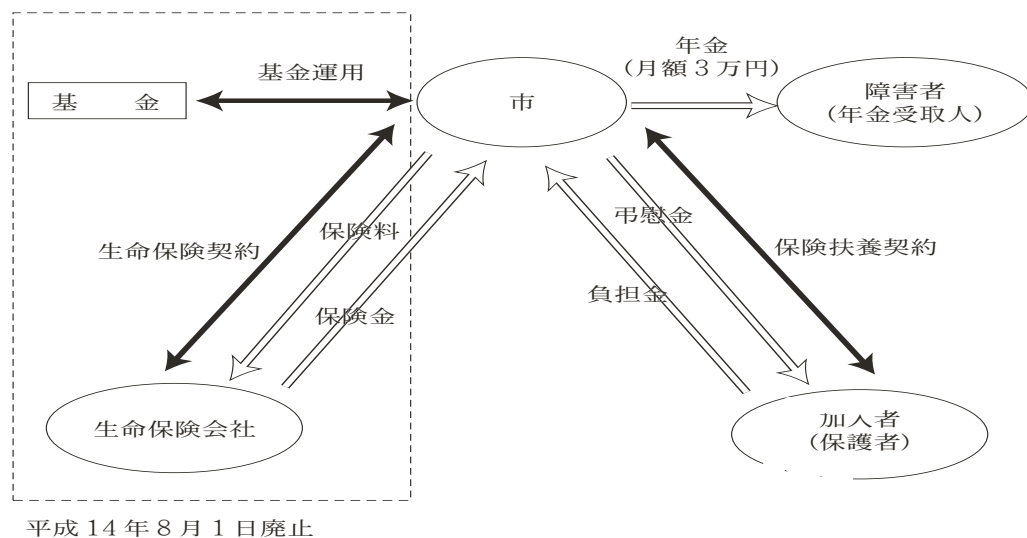 年金
（月額３万円）
基金運用
基　　金
市
障害者
（年金受取人）
弔慰金
保険料
生命保険契約
保険扶養契約
負担金
保険金
生命保険会社
加入者
（保護者）
平成14年８月１日廃止